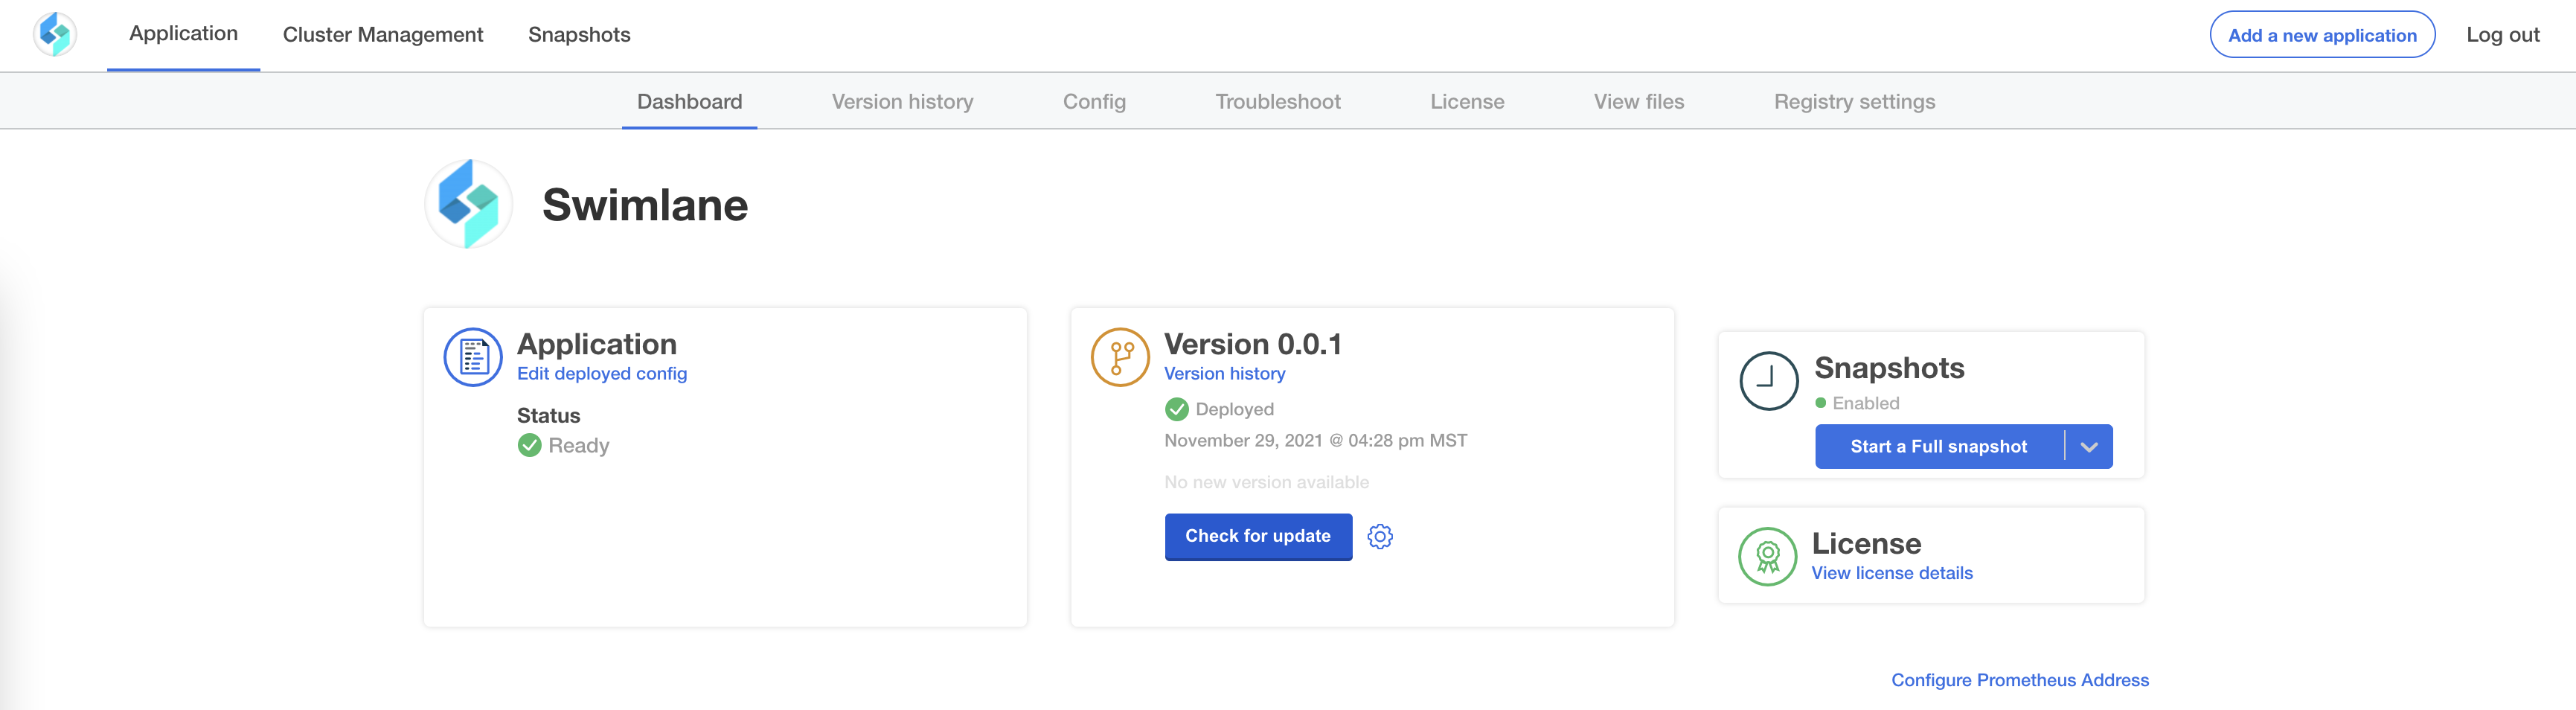 Application Cluster Management Snapshots Add a new application Log out
Dashboard Version history Config Troubleshoot License View files Registry settings
Swimlane
Application
Edit deployed config
Status
Ready
Version 0.0.1
Version history
Deployed
November 29, 2021 @ 04:28 pm MST
No new version available
Check for update
Snapshots
Enabled
Start a Full snapshot
License
View license details
Configure Prometheus Address